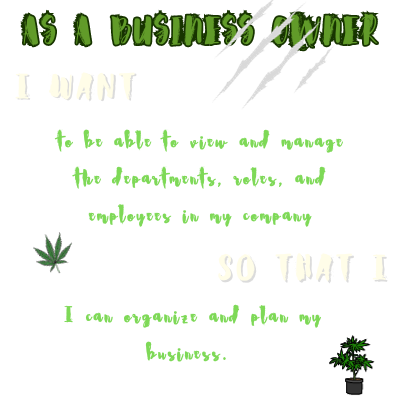 AS A BUSINESS OWNER
I WANT
to be able to view and manage
the departments, roles, and
employees in my company
SO THAT I
I can organize and plan my
business.